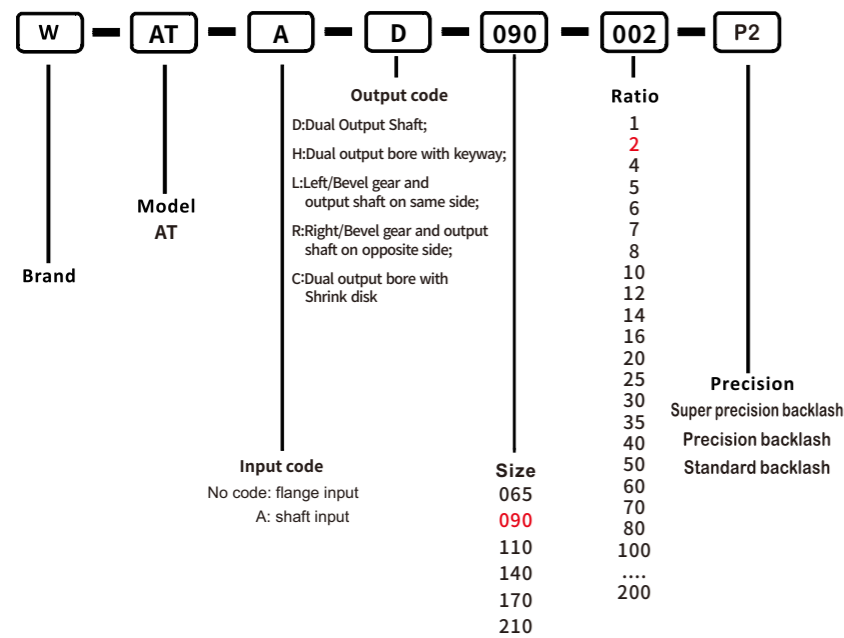 W AT A D 090 002 P2
Output code
D:Dual Output Shaft;
H:Dual output bore with keyway;
L:Left/Bevel gear and
output shaft on same side;
R:Right/Bevel gear and output
shaft on opposite side;
C:Dual output bore with
Shrink disk
Ratio
1
2
4
5
6
7
8
10
12
14
16
20
25
30
35
40
50
60
70
80
100
....
200
Model
AT
Brand
Precision
Super precision backlash
Precision backlash
Standard backlash
Input code
No code: flange input
A: shaft input
Size
065
090
110
140
170
210